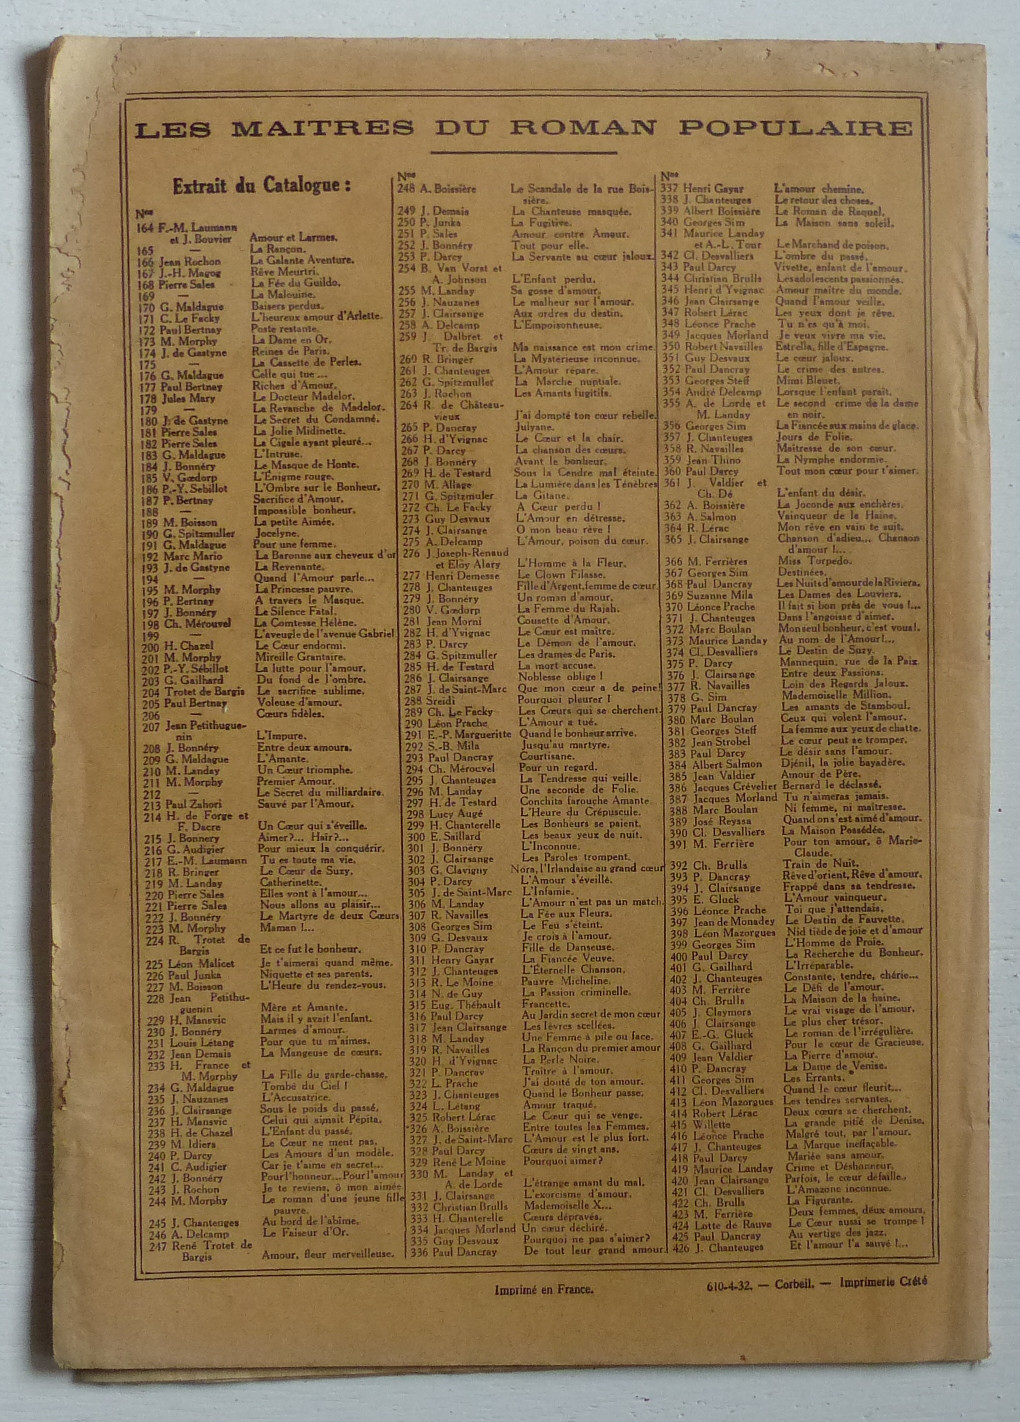 LES MAITRES DU ROMAN POPULAIRE
Extrait du Catalogue :
Nos
164 F.-M. Laumann
et J. Bouvier Amour et Larmes.
165 — La Rançon.
166 Jean Rochon La Galante Aventure.
167 J.-H. Magog Rêve Meurtri.
168 Pierre Sales La Fée du Guildo.
169 — La Malouine.
170 G. Maldague Baisers perdus.
171 C. Le Facky L'heureux amour d'Arlette.
172 Paul Bertnay Poste restante.
173 M. Morphy La Dame en Or.
174 J. de Gastyne Reines de Paris.
175 — La Cassette de Perles.
176 G. Maldague Celle qui tue ...
177 Paul Bertnay Riches d'Amour.
178 Jules Mary Le Docteur Madelor.
179 — La Revanche de Madelor.
180 J. de Gastyne Le Secret du Condamné.
181 Pierre Sales La Jolie Midinette.
182 Pierre Sales La Cigale ayant pleuré...
183 G. Maldague L'Intruse.
184 J. Bonnéry Le Masque de Honte.
185 V. Gœdorp L'Énigme rouge.
186 P.-Y. Sébillot L'Ombre sur le Bonheur.
187 P. Bertnay Sacrifice d'Amour.
188 — Impossible bonheur.
189 M. Boisson La petite Aimée.
190 G. Spitzmuller Jocelyne.
191 G. Maldague Pour une femme.
192 Marc Mario La Baronne aux cheveux d'or
193 J. de Gastyne La Revenante.
194 — Quand l'Amour parle...
195 M. Morphy La Princesse pauvre.
196 P. Bertnay A travers le Masque.
197 J. Bonnéry Le Silence Fatal.
198 Ch. Mérouvel La Comtesse Hélène.
199 — L'aveugle de l'avenue Gabriel
200 H. Chazel Le Cœur endormi.
201 M. Morphy Mireille Grantaire.
202 P.-Y. Sébillot La lutte pour l'amour.
203 G. Gailhard Du fond de l'ombre.
204 Trotet de Bargis Le sacrifice sublime.
205 Paul Bertnay Voleuse d'amour.
206 — Cœurs fidèles.
207 Jean Petithugue-
nin L'Impure.
208 J. Bonnéry Entre deux amours.
209 G. Maldague L'Amante.
210 M. Landay Un Cœur triomphe.
211 M. Morphy Premier Amour.
212 — Le Secret du milliardaire.
213 Paul Zahori Sauvé par l'Amour.
214 H. de Forge et
F. Dacre Un Cœur qui s'éveille.
215 J. Bonnery Aimer?... Haïr?...
216 G. Audigier Pour mieux la conquérir.
217 E.-M. Laumann Tu es toute ma vie.
218 R. Bringer Le Cœur de Suzy.
219 M. Landay Catherinette.
220 Pierre Sales Elles vont à l'amour...
221 Pierre Sales Nous allons au plaisir...
222 J. Bonnéry Le Martyre de deux Cœurs
223 M. Morphy Maman !...
224 R. Trotet de
Bargis Et ce fut le bonheur.
225 Léon Malicet Je t'aimerai quand même.
226 Paul Junka Niquette et ses parents.
227 M. Boisson L'Heure du rendez-vous.
228 Jean Petithu-
guenin Mère et Amante.
229 H. Mansvic Mais il y avait l'enfant.
230 J. Bonnéry Larmes d'amour.
231 Louis Létang Pour que tu m'aimes.
232 Jean Demais La Mangeuse de cœurs.
233 H. France et
M. Morphy La Fille du garde-chasse.
234 G. Maldague Tombé du Ciel !
235 J. Nauzanes L'Accusatrice.
236 J. Clairsange Sous le poids du passé.
237 H. Mansvic Celui qui aimait Pépita.
238 H. de Chazel L'Enfant du passé.
239 M. Idiers Le Cœur ne ment pas.
240 P. Darcy Les Amours d'un modèle.
241 C. Audigier Car je t'aime en secret...
242 J. Bonnéry Pour l'honneur...Pour l'amour
243 J. Rochon Je te reviens, ô mon aimée
244 M. Morphy Le roman d'une jeune fille
pauvre.
245 J. Chanteuges Au bord de l'abîme.
246 A. Delcamp Le Faiseur d'Or.
247 René Trotet de
Bargis Amour, fleur merveilleuse.
Nos
248 A. Boissière Le Scandale de la rue Bois-
sière.
249 J. Demais La Chanteuse masquée.
250 P. Junka La Fugitive.
251 P. Sales Amour contre Amour.
252 J. Bonnéry Tout pour elle.
253 P. Darcy La Servante au cœur jaloux.
254 B. Van Vorst et
A. Johnson L'Enfant perdu.
255 M. Landay Sa gosse d'amour.
256 J. Nauzanes Le malheur sur l'amour.
257 J. Clairsange Aux ordres du destin.
258 A. Delcamp L'Empoisonneuse.
259 J. Dalbret et
Tr. de Bargis Ma naissance est mon crime
260 R. Bringer La Mystérieuse inconnue.
261 J. Chanteuges L'Amour répare.
262 G. Spitzmuller La Marche nuptiale.
263 J. Rochon Les Amants fugitifs.
264 R. de Château-
vieux J'ai dompté ton cœur rebelle.
265 P. Dancray Julyane.
266 H. d'Yvignac Le Cœur et la chair.
267 P. Darcy La chanson des cœurs.
268 J. Bonnéry Avant le bonheur.
269 H. de Testard Sous la Cendre mal éteinte.
270 M. Allage La Lumière dans les Ténèbres
271 G. Spitzmuler La Gitane.
272 Ch. Le Facky A Cœur perdu !
273 Guy Desvaux L'Amour en détresse.
274 J. Clairsange O mon beau rêve !
275 A. Delcamp L'Amour, poison du cœur.
276 J. Joseph-Renaud
et Eloy Alary L'Homme à la Fleur.
277 Henri Demesse Le Clown Filasse.
278 J. Chanteuges Fille d'Argent, femme de cœur
279 J. Bonnéry Un roman d'amour.
280 V. Gœdorp La Femme du Rajah.
281 Jean Morni Cousette d'Amour.
282 H. d'Yvignac Le Cœur est maître.
283 P. Darcy Le Démon de l'amour.
284 G. Spitzmuller Les drames de Paris.
285 H. de Testard La mort accuse.
286 J. Clairsange Noblesse oblige !
287 J. de Saint-Marc Que mon cœur a de peine!
288 Sreidi Pourquoi pleurer !
289 Ch. Le Facky Les Cœurs qui se cherchent
290 Léon Prache L'Amour a tué.
291 E.-P. Margueritte Quand le bonheur arrive.
292 S.-B. Mila Jusqu'au martyre.
293 Paul Dancray Courtisane.
294 Ch. Mérouvel Pour un regard.
295 J. Chanteuges La Tendresse qui veille.
296 M. Landay Une seconde de Folie.
297 H. de Testard Conchita farouche Amante.
298 Lucy Augé L'Heure du Crépuscule.
299 H. Chanterelle Les Bonheurs se paient.
300 E. Saillard Les beaux yeux de nuit.
301 J. Bonnéry L'Inconnue.
302 J. Clairsange Les Paroles trompent.
303 G. Clavigny Nora, l'Irlandaise au grand cœur
304 P. Darcy L'Amour s'éveille.
305 J. de Saint-Marc L'Infamie.
306 M. Landay L'Amour n'est pas un match.
307 R. Navailles La Fée aux Fleurs.
308 Georges Sim Le Feu s'éteint.
309 G. Desvaux Je crois à l'amour.
310 P. Dancray Fille de Danseuse.
311 Henry Gayar La Fiancée Veuve.
312 J. Chanteuges L'Éternelle Chanson.
313 R. Le Moine Pauvre Micheline.
314 N. de Guy La Passion criminelle.
315 Eug. Thébault Francette.
316 Paul Darcy Au Jardin secret de mon cœur
317 Jean Clairsange Les lèvres scellées.
318 M. Landay Une Femme à pile ou face.
319 R. Navailles La Rançon du premier amour
320 H. d'Yvignac La Perle Noire.
321 P. Dancray Traître à l'amour.
322 L. Prache J'ai douté de ton amour.
323 J. Chanteuges Quand le Bonheur passe.
324 L. Létang Amour traqué.
325 Robert Lérac Le Cœur qui se venge.
326 A. Boissière Entre toutes les Femmes.
327 J. de Saint-Marc L'Amour est le plus fort.
328 Paul Darcy Cœurs de vingt ans.
329 René Le Moine Pourquoi aimer?
330 M. Landay et
A. de Lorde L'étrange amant du mal.
331 J. Clairsange L'exorcisme d'amour.
332 Christian Brulls Mademoiselle X...
333 H. Chanterelle Cœurs dépravés.
334 Jacques Morland Un cœur déchiré.
335 Guy Desvaux Pourquoi ne pas s'aimer?
336 Paul Dancray De tout leur grand amour
Nos
337 Henri Gayar L'amour chemine.
338 J. Chanteuges Le retour des choses.
339 Albert Boissière Le Roman de Raquel.
340 Georges Sim La Maison sans soleil.
341 Maurice Landay
et A.-L. Tour Le Marchand de poison.
342 Cl. Desvalliers L'ombre du passé.
343 Paul Darcy Vivette, enfant de l'amour.
344 Christian Brulls Les adolescents passionnés.
345 Henri d'Yvignac Amour maître du monde.
346 Jean Clairsange Quand l'amour veille.
347 Robert Lérac Les yeux dont je rêve.
348 Léonce Prache Tu n'es qu'à moi.
349 Jacques Morland Je veux vivre ma vie.
350 Robert Navailles Estrella, fille d'Espagne.
351 Guy Desvaux Le cœur jaloux.
352 Paul Dancray Le crime des autres.
353 Georges Steff Mimi Bleuet.
354 André Delcamp Lorsque l'enfant paraît.
355 A. de Lorde et Le second crime de la dame
M. Landay en noir.
356 Georges Sim La Fiancée aux mains de glace.
357 J. Chanteuges Jours de Folie.
358 R. Navailles Maîtresse de son cœur.
359 Jean Thino La Nymphe endormie.
360 Paul Darcy Tout mon cœur pour t'aimer.
361 J. Valdier et
Ch. Dé L'enfant du désir.
362 A. Boissière La Joconde aux enchères.
363 A. Salmon Vainqueur de la Haine.
364 R. Lérac Mon rêve en vain te suit.
365 J. Clairsange Chanson d'adieu... Chanson
d'amour !...
366 M. Ferrières Miss Torpedo.
367 Georges Sim Destinées.
368 Paul Dancray Les Nuits d'amour de la Riviera.
369 Suzanne Mila Les Dames des Louviers.
370 Léonce Prache Il fait si bon près de vous !...
371 J. Chanteuges Dans l'angoisse d'aimer.
372 Marc Boulan Mon seul bonheur, c'est vous!.
373 Maurice Landay Au nom de l'Amour!...
374 Cl. Desvalliers Le Destin de Suzy.
375 P. Darcy Mannequin, rue de la Paix.
376 J. Clairsange Entre deux Passions.
377 R. Navailles Loin des Regards Jaloux.
378 G. Sim Mademoiselle Million.
379 Paul Darcy Les amants de Stamboul.
380 Marc Boulan Ceux qui volent l'amour.
381 Georges Steff La femme aux yeux de chatte.
382 Jean Strobel Le cœur peut se tromper.
383 Paul Darcy Le désir sans l'amour.
384 Albert Salmon Djénil, la jolie bayadère.
385 Jean Valdier Amour de Père.
386 Jacques Crévelier Bernard le déclassé.
387 Jacques Morland Tu n'aimeras jamais.
388 Marc Boulan Ni femme, ni maîtresse.
389 José Reyssa Quand on s'est aimé d'amour.
390 Cl. Desvalliers La Maison Possédée.
391 M. Ferrière Pour ton amour, ô Marie-
Claude.
392 Ch. Brulls Train de Nuit.
393 P. Dancray Rêve d'orient, Rêve d'amour.
394 J. Clairsange Frappé dans sa tendresse.
395 E. Gluck L'Amour vainqueur.
396 Léonce Prache Toi que j'attendais.
397 Jean de Monadey Le Destin de Fauvette.
398 Léon Mazorgues Nid tiède de joie et d'amour
399 Georges Sim L'Homme de Proie.
400 Paul Darcy La Recherche du Bonheur.
401 G. Gailhard L'Irréparable.
402 J. Chanteuges Constante, tendre, chérie...
403 M. Ferrière Le Défi de l'amour.
404 Ch. Brulls La Maison de la haine.
405 J. Claymors Le vrai visage de l'amour.
406 J. Clairsange Le plus cher trésor.
407 E.-G. Gluck Le roman de l'irrégulière.
408 G. Gailhard Pour le cœur de Gracieuse.
409 Jean Valdier La Pierre d'amour.
410 P. Dancray La Dame de Venise.
411 Georges Sim Les Errants.
412 Cl. Desvalliers Quand le cœur fleurit...
413 Léon Mazorgues Les tendres servantes.
414 Robert Lérac Deux cœurs se cherchent.
415 Willette La grande pitié de Denise.
416 Léonce Prache Malgré tout, par l'amour.
417 J. Chanteuges La Marque ineffaçable.
418 Paul Darcy Mariée sans amour.
419 Maurice Landay Crime et Déshonneur.
420 Jean Clairsange Parfois, le cœur défaille..
421 Cl. Desvalliers L'Amazone inconnue.
422 Ch. Brulls La Figurante.
423 M. Ferrière Deux femmes, deux amours.
424 Lotte de Rauve Le Cœur aussi se trompe !
425 Paul Dancray Au vertige des jazz.
426 J. Chanteuges Et l'amour l'a sauvé !...
Imprimé en France.
610-4-32. — Corbeil. — Imprimerie Crété